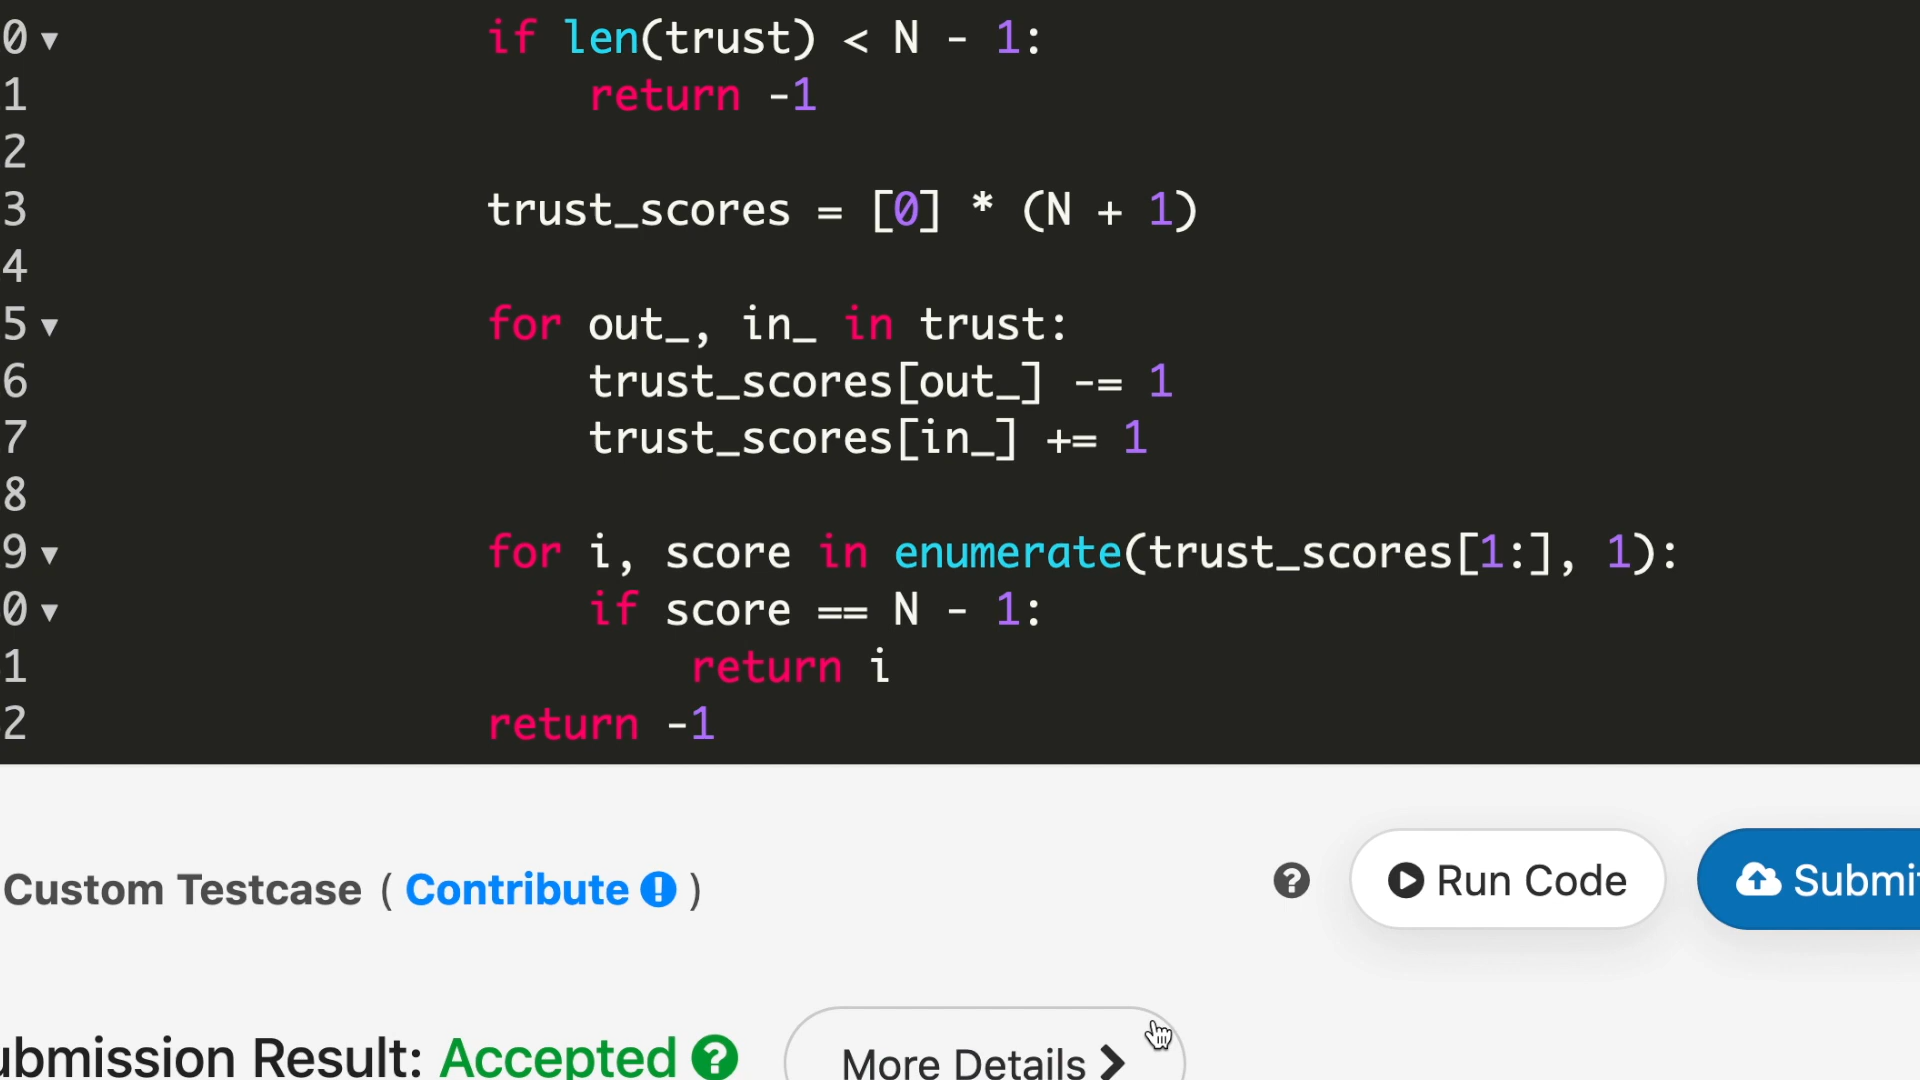 0 if len(trust) < N - 1:
1 return -1
2
3 trust_scores = [0] * (N + 1)
4
5 for out_, in_ in trust:
6 trust_scores[out_] -= 1
7 trust_scores[in_] += 1
8
9 for i, score in enumerate(trust_scores[1:], 1):
0 if score == N - 1:
1 return i
2 return -1
Custom Testcase ( Contribute ! )
? Run Code Submi
ubmission Result: Accepted ? More Details >